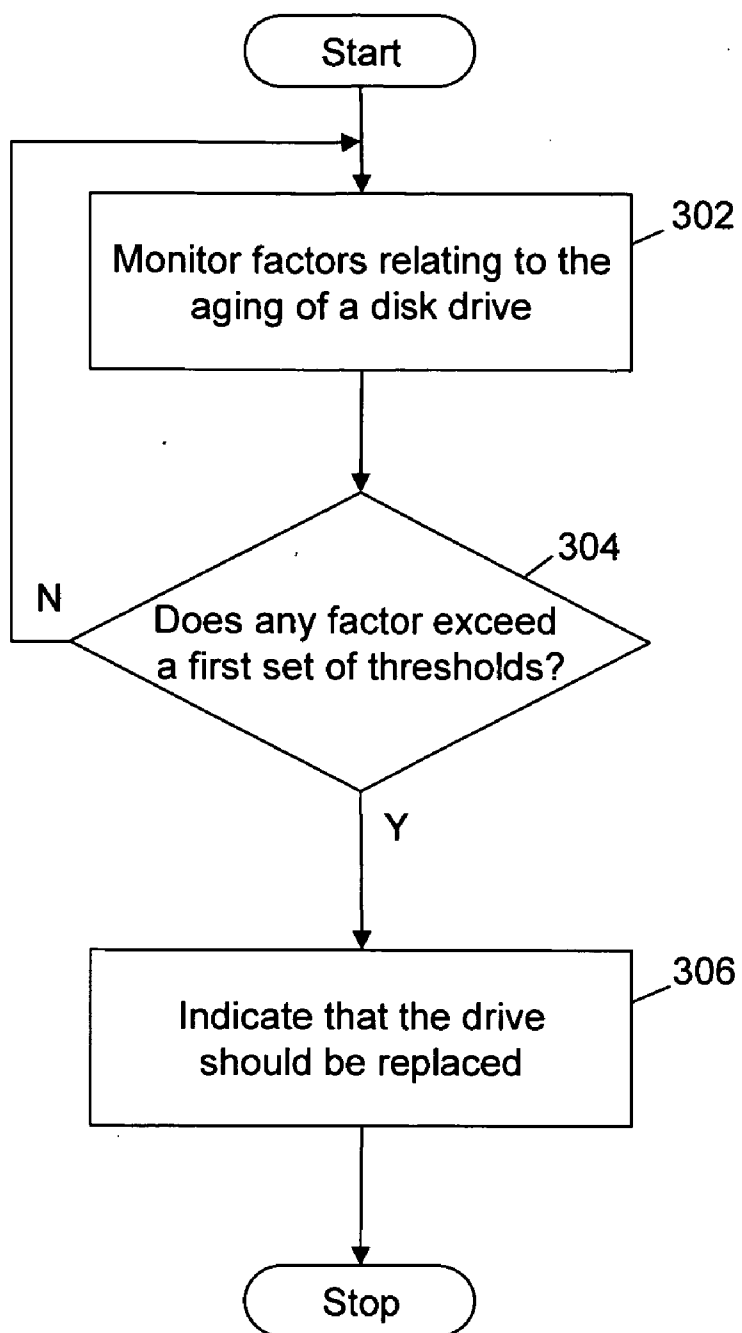 Start
302
Monitor factors relating to the
aging of a disk drive
304
N
Does any factor exceed
a first set of thresholds?
Y
306
Indicate that the drive
should be replaced
Stop